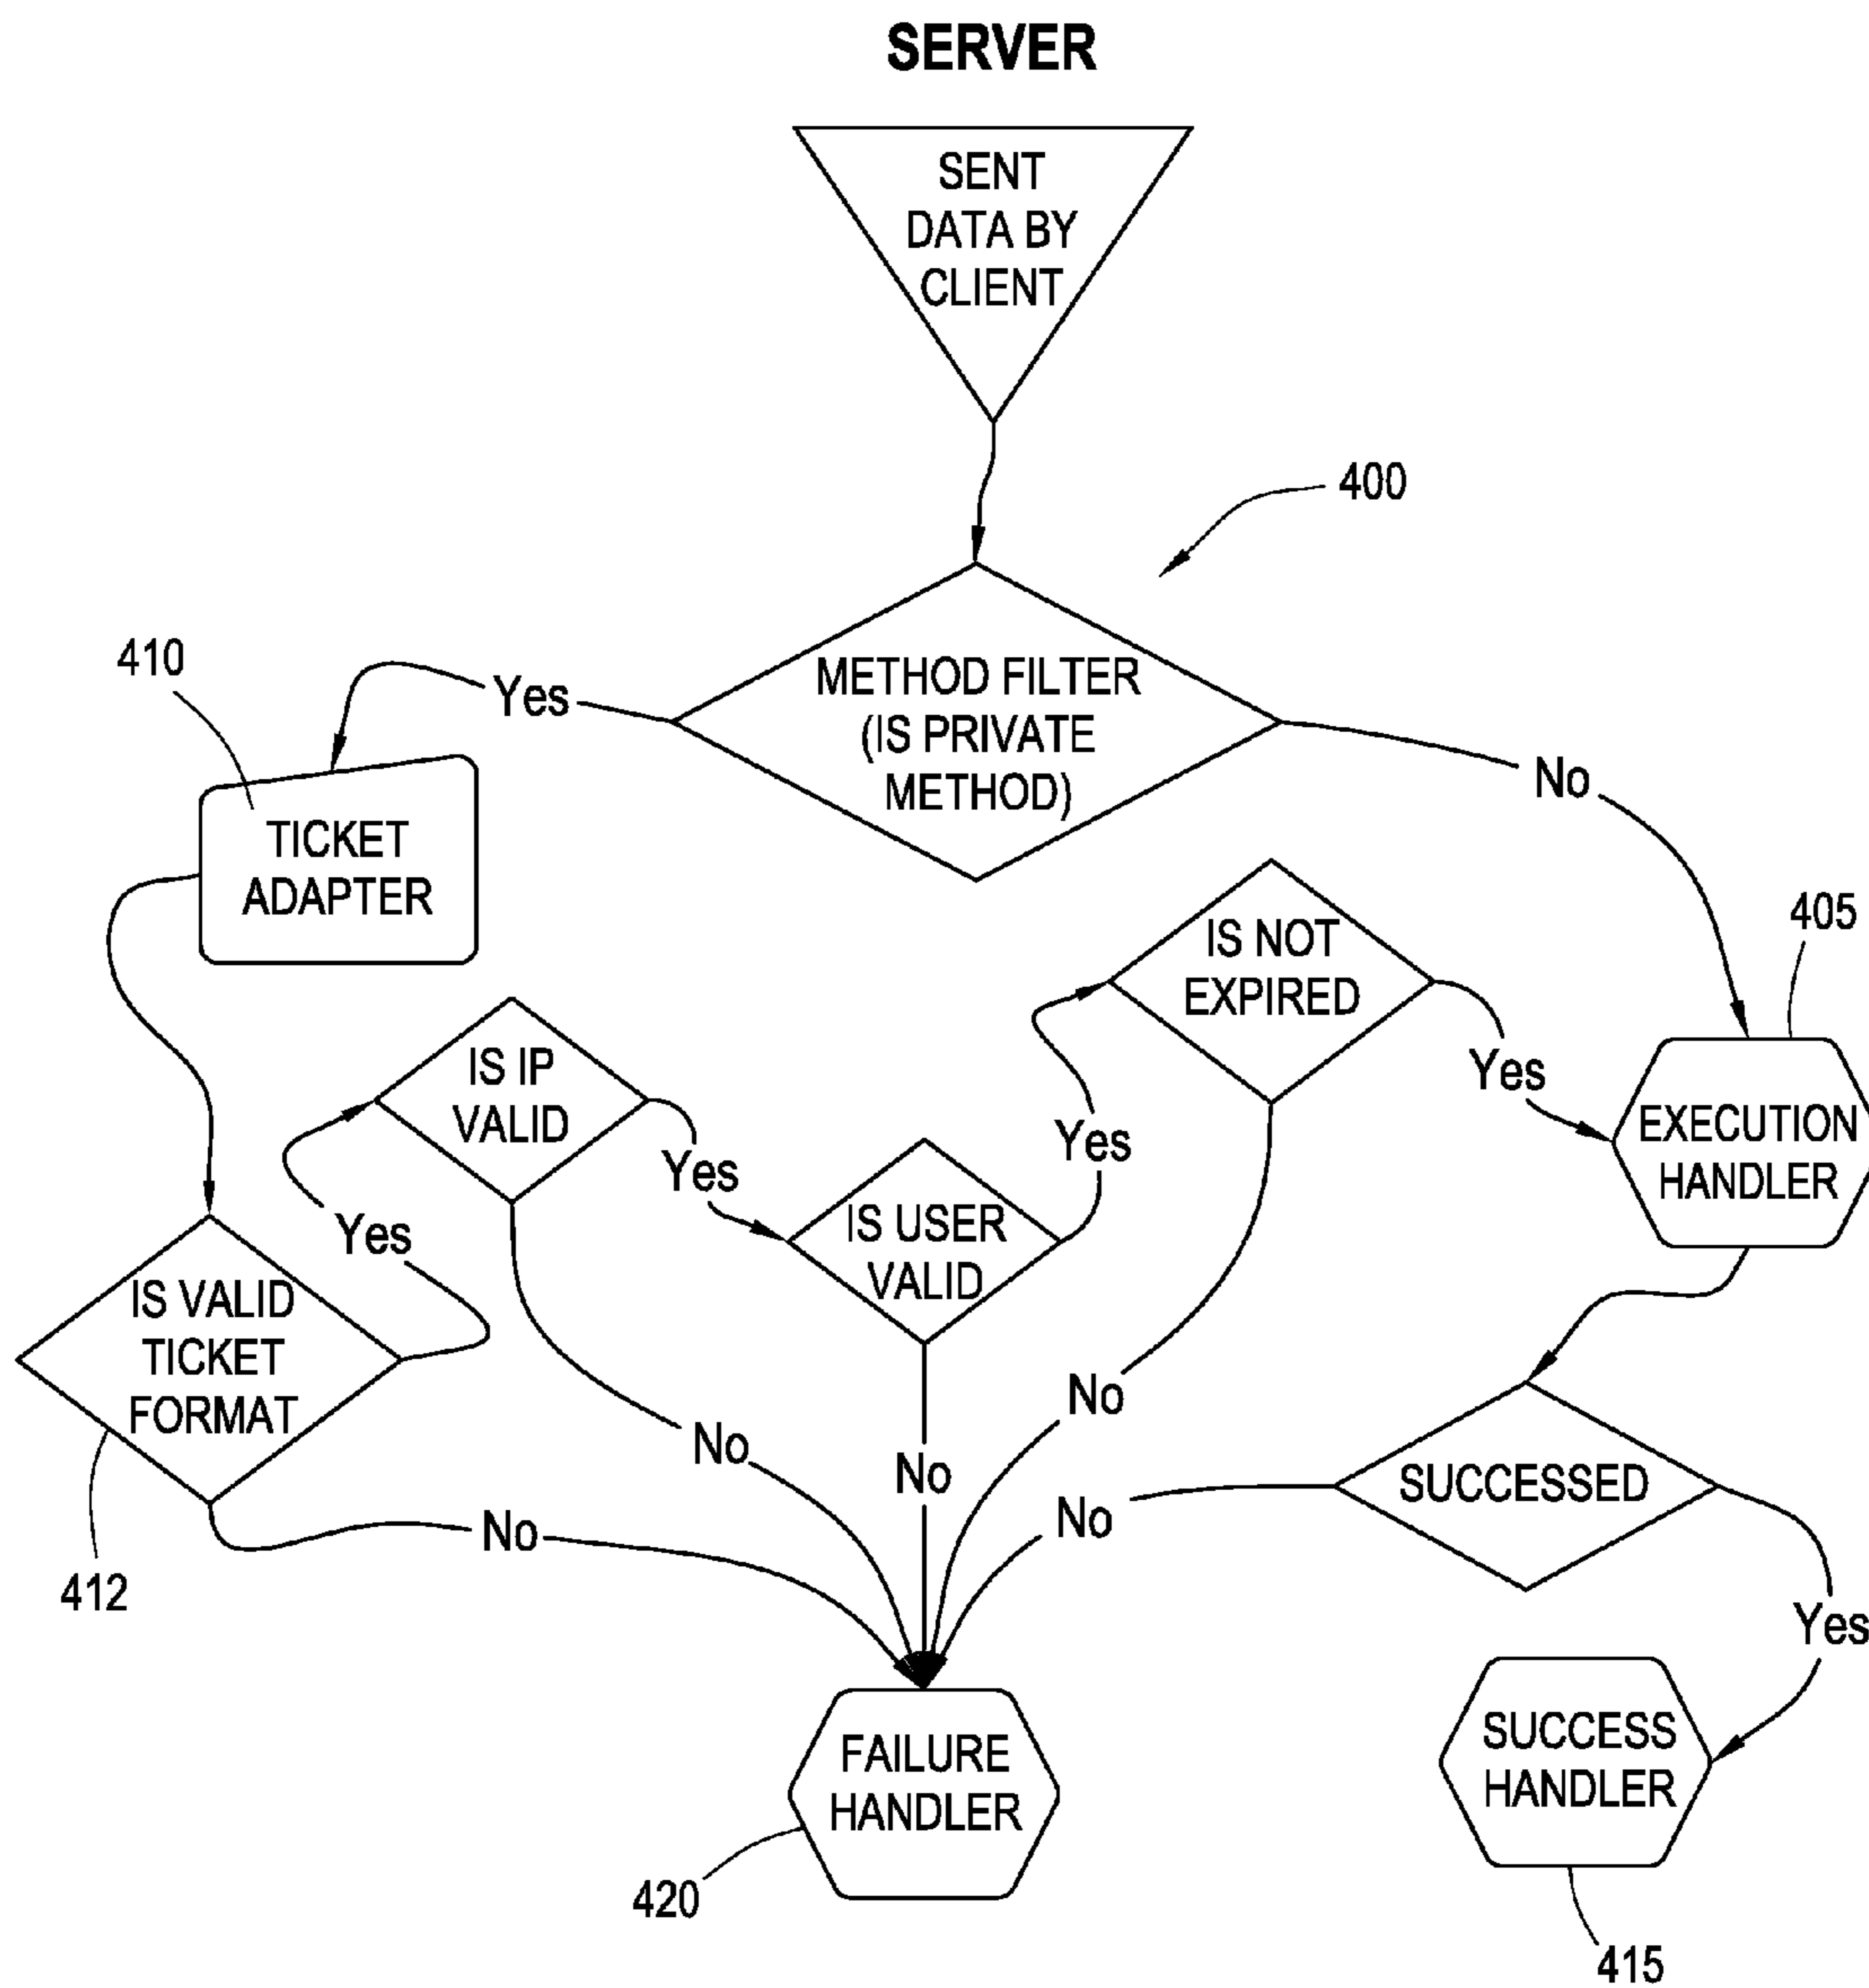 SERVER
SENT
DATA BY
CLIENT
400
METHOD FILTER
(IS PRIVATE
METHOD)
Yes
No
410
TICKET
ADAPTER
405
IS NOT
EXPIRED
IS IP
VALID
Yes
EXECUTION
HANDLER
Yes
Yes
IS USER
VALID
Yes
IS VALID
TICKET
FORMAT
No
No
No
SUCCESSED
No
No
412
Yes
FAILURE
HANDLER
SUCCESS
HANDLER
420
415